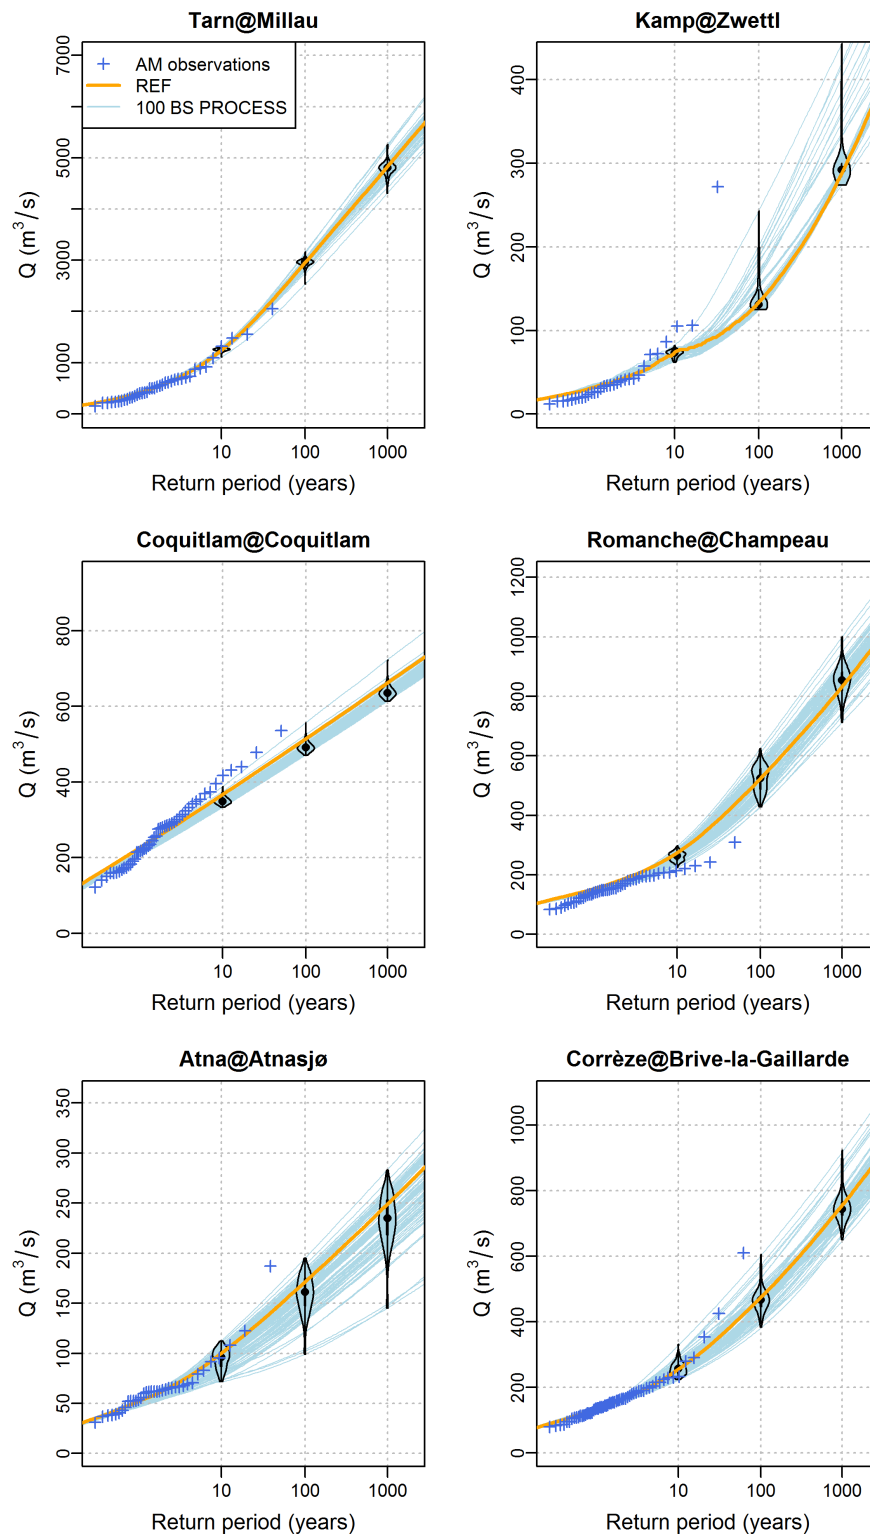 Tarn@Millau
Q (m³/s)
0
1000
3000
5000
7000
AM observations
REF
100 BS PROCESS
10
100
1000
Return period (years)
Kamp@Zwettl
Q (m³/s)
0
100
200
300
400
10
100
1000
Return period (years)
Coquitlam@Coquitlam
Q (m³/s)
0
200
400
600
800
10
100
1000
Return period (years)
Romanche@Champeau
Q (m³/s)
0
200
400
600
800
1000
1200
10
100
1000
Return period (years)
Atna@Atnasjø
Q (m³/s)
0
50
100
150
200
250
300
350
10
100
1000
Return period (years)
Corrèze@Brive-la-Gaillarde
Q (m³/s)
0
200
400
600
800
1000
10
100
1000
Return period (years)